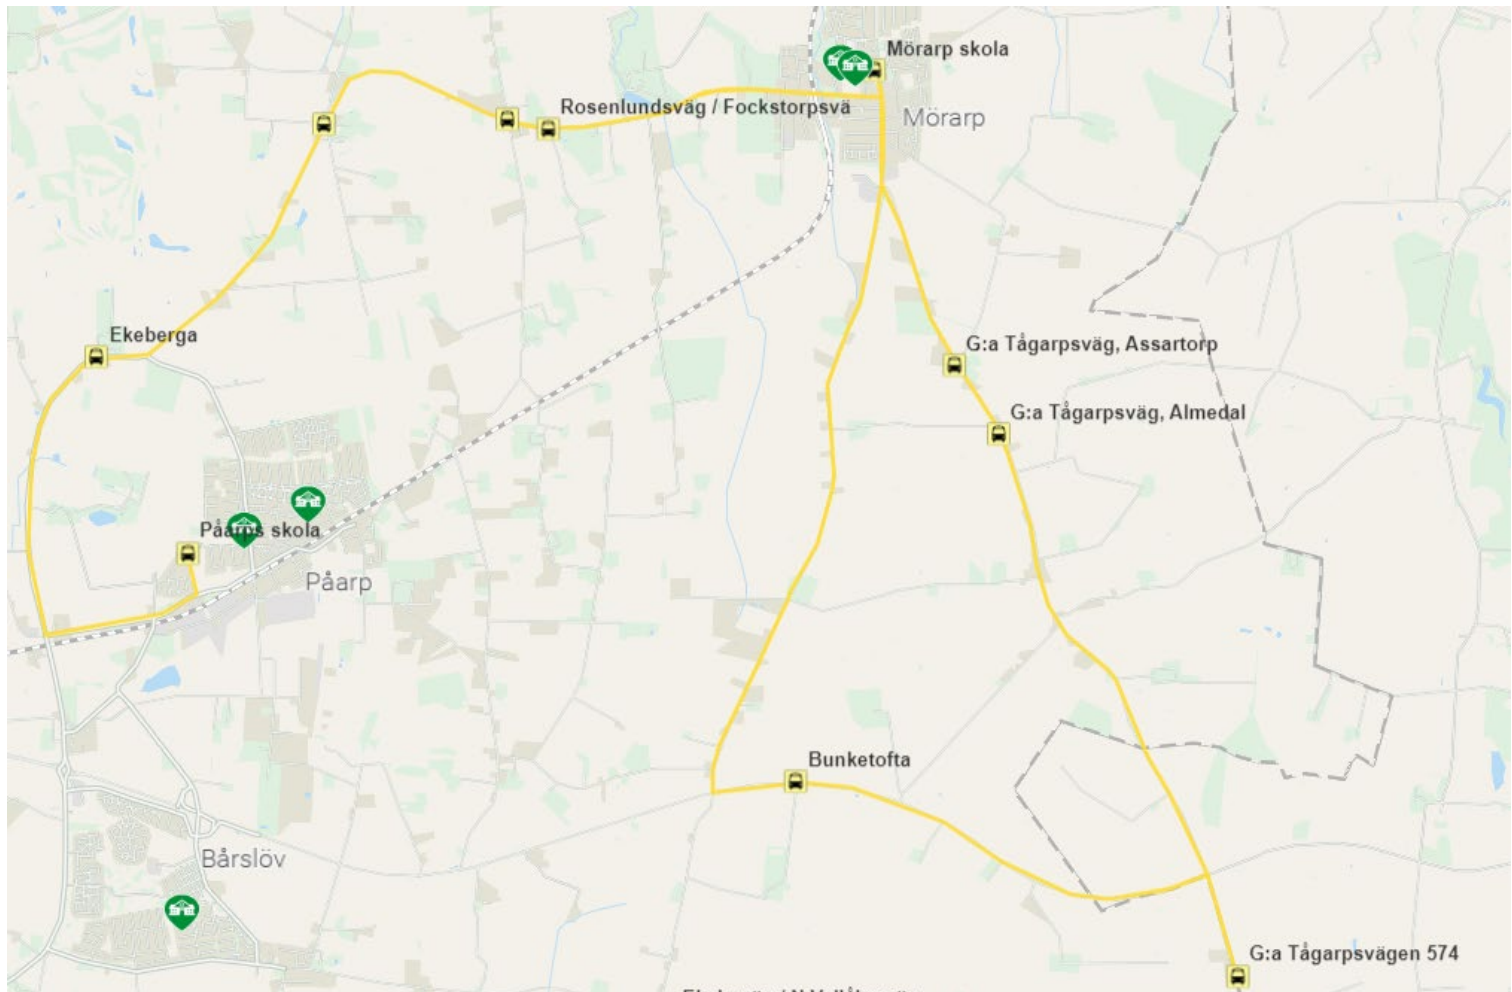 Mörarp skola
Rosenlundsväg / Fockstorpsvä
Mörarp
Ekeberga
G:a Tågarpsväg, Assartorp
G:a Tågarpsväg, Almedal
Påarps skola
Påarp
Bunketofta
Bårslöv
G:a Tågarpsvägen 574